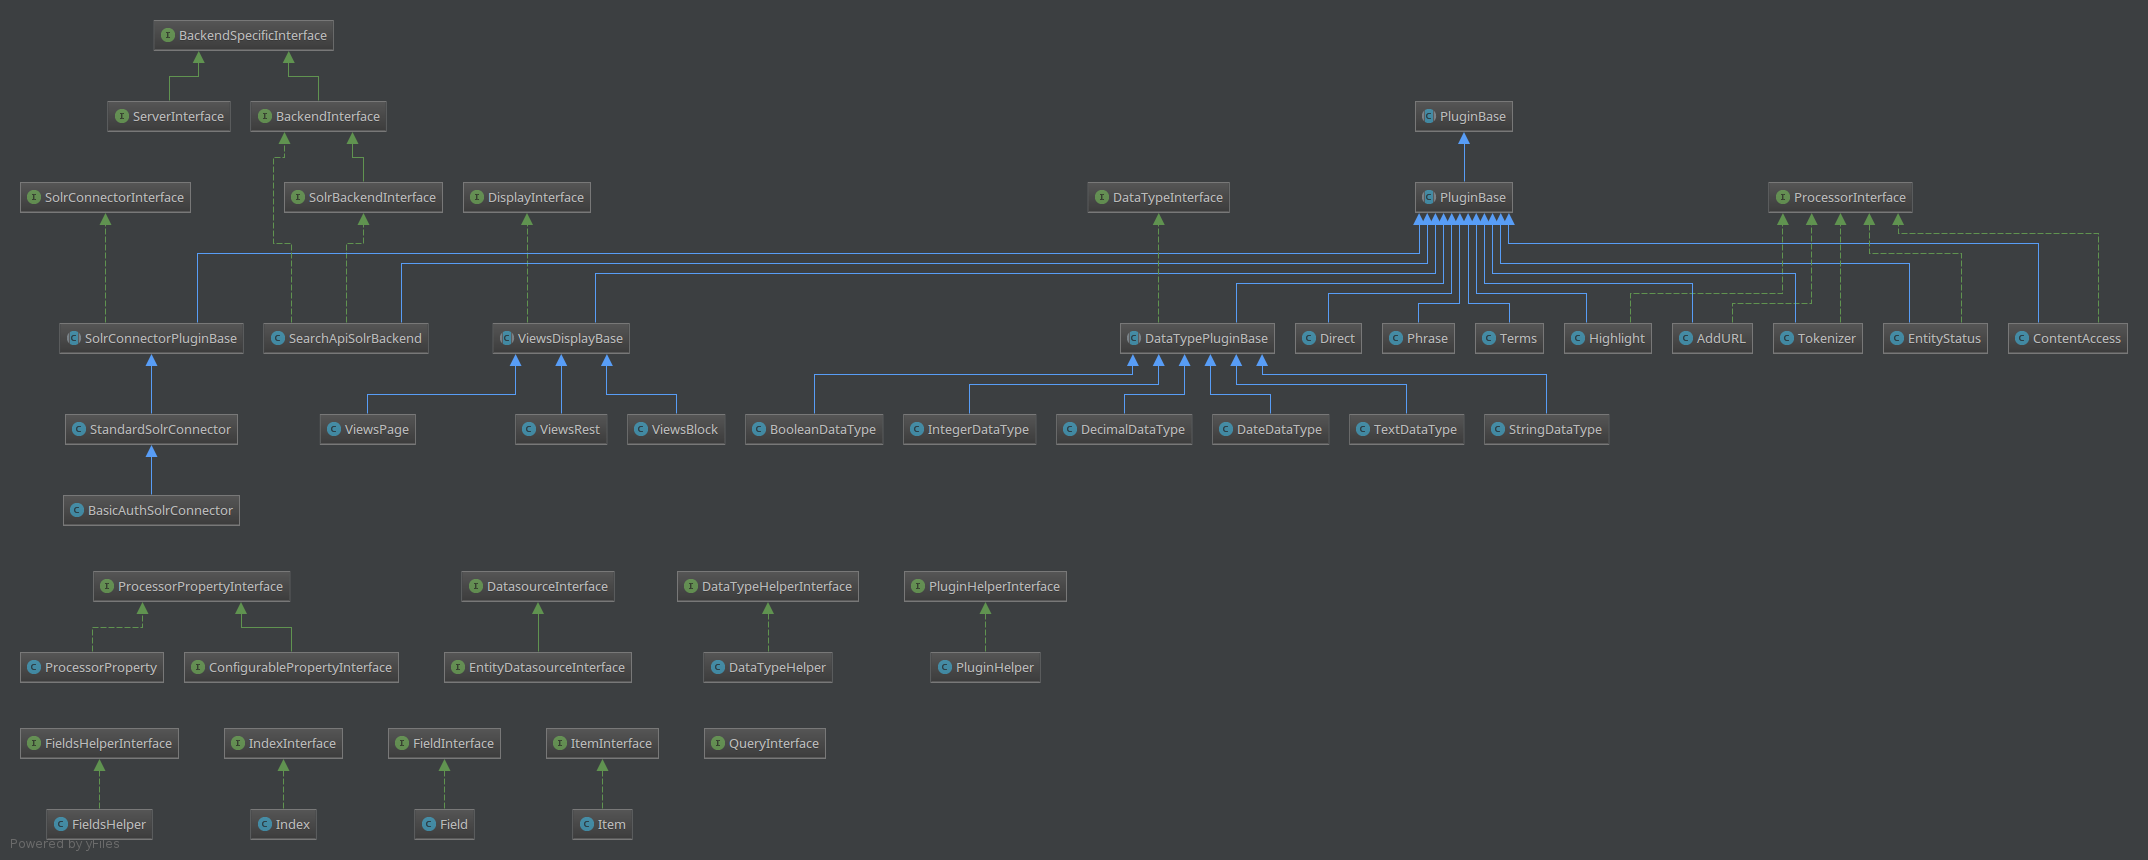 BackendSpecificInterface
ServerInterface
BackendInterface
PluginBase
SolrConnectorInterface
SolrBackendInterface
DisplayInterface
DataTypeInterface
PluginBase
ProcessorInterface
SolrConnectorPluginBase
SearchApiSolrBackend
ViewsDisplayBase
DataTypePluginBase
Direct
Phrase
Terms
Highlight
AddURL
Tokenizer
EntityStatus
ContentAccess
StandardSolrConnector
ViewsPage
ViewsRest
ViewsBlock
BooleanDataType
IntegerDataType
DecimalDataType
DateDataType
TextDataType
StringDataType
BasicAuthSolrConnector
ProcessorPropertyInterface
DatasourceInterface
DataTypeHelperInterface
PluginHelperInterface
ProcessorProperty
ConfigurablePropertyInterface
EntityDatasourceInterface
DataTypeHelper
PluginHelper
FieldsHelperInterface
IndexInterface
FieldInterface
ItemInterface
QueryInterface
FieldsHelper
Index
Field
Item
Powered by yFiles